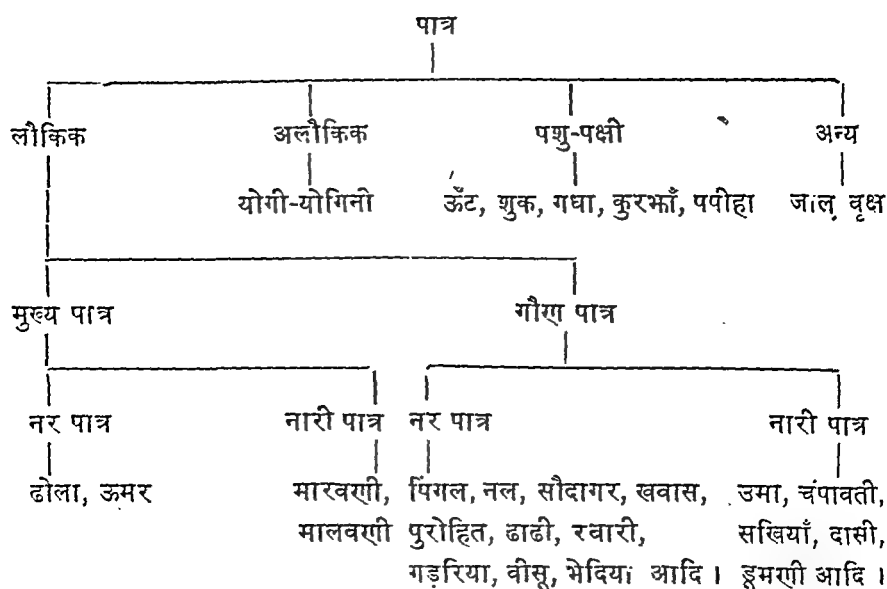 पात्र
लौकिक अलौकिक पशु-पक्षी अन्य
योगी-योगिनी ऊँट, शुक, गधा, कुरझाँ, पपीहा जाल वृक्ष
मुख्य पात्र गौण पात्र
नर पात्र नारी पात्र नर पात्र नारी पात्र
ढोला, ऊमर मारवणी, पिंगल, नल, सौदागर, खवास, उमा, चंपावती,
मालवणी पुरोहित, ढाढी, रबारी, सखियाँ, दासी,
गड़रिया, वीसू, भेदिया आदि । डूमणी आदि ।